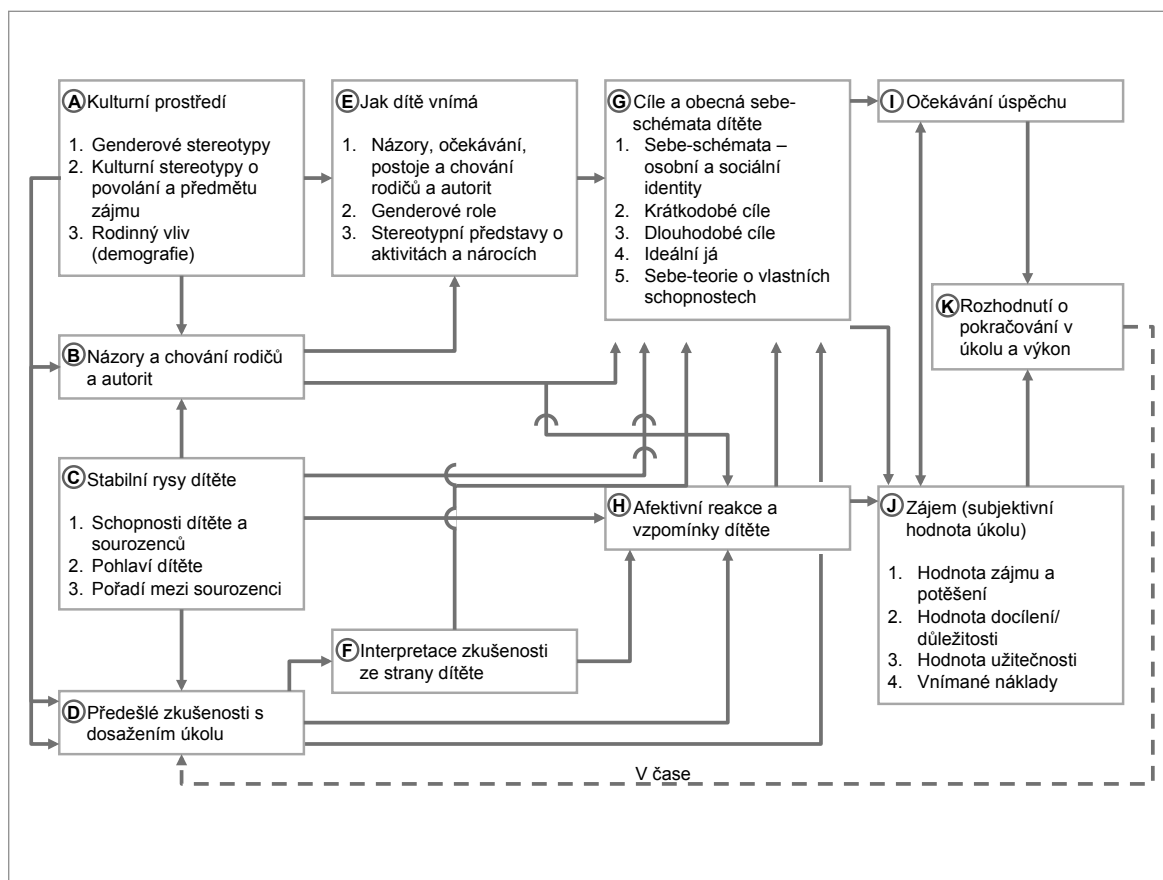 A Kulturní prostředí
1. Genderové stereotypy
2. Kulturní stereotypy o
povolání a předmětu
zájmu
3. Rodinný vliv
(demografie)
B Názory a chování rodičů
a autorit
C Stabilní rysy dítěte
1. Schopnosti dítěte a
sourozenců
2. Pohlaví dítěte
3. Pořadí mezi sourozenci
D Předešlé zkušenosti s
dosažením úkolu
E Jak dítě vnímá
1. Názory, očekávání,
postoje a chování
rodičů a autorit
2. Genderové role
3. Stereotypní představy o
aktivitách a nárocích
F Interpretace zkušenosti
ze strany dítěte
G Cíle a obecná sebe-
schémata dítěte
1. Sebe-schémata –
osobní a sociální
identity
2. Krátkodobé cíle
3. Dlouhodobé cíle
4. Ideální já
5. Sebe-teorie o vlastních
schopnostech
H Afektivní reakce a
vzpomínky dítěte
I Očekávání úspěchu
J Zájem (subjektivní
hodnota úkolu)
1. Hodnota zájmu a
potěšení
2. Hodnota docílení/
důležitosti
3. Hodnota užitečnosti
4. Vnímané náklady
K Rozhodnutí o
pokračování v
úkolu a výkon
V čase